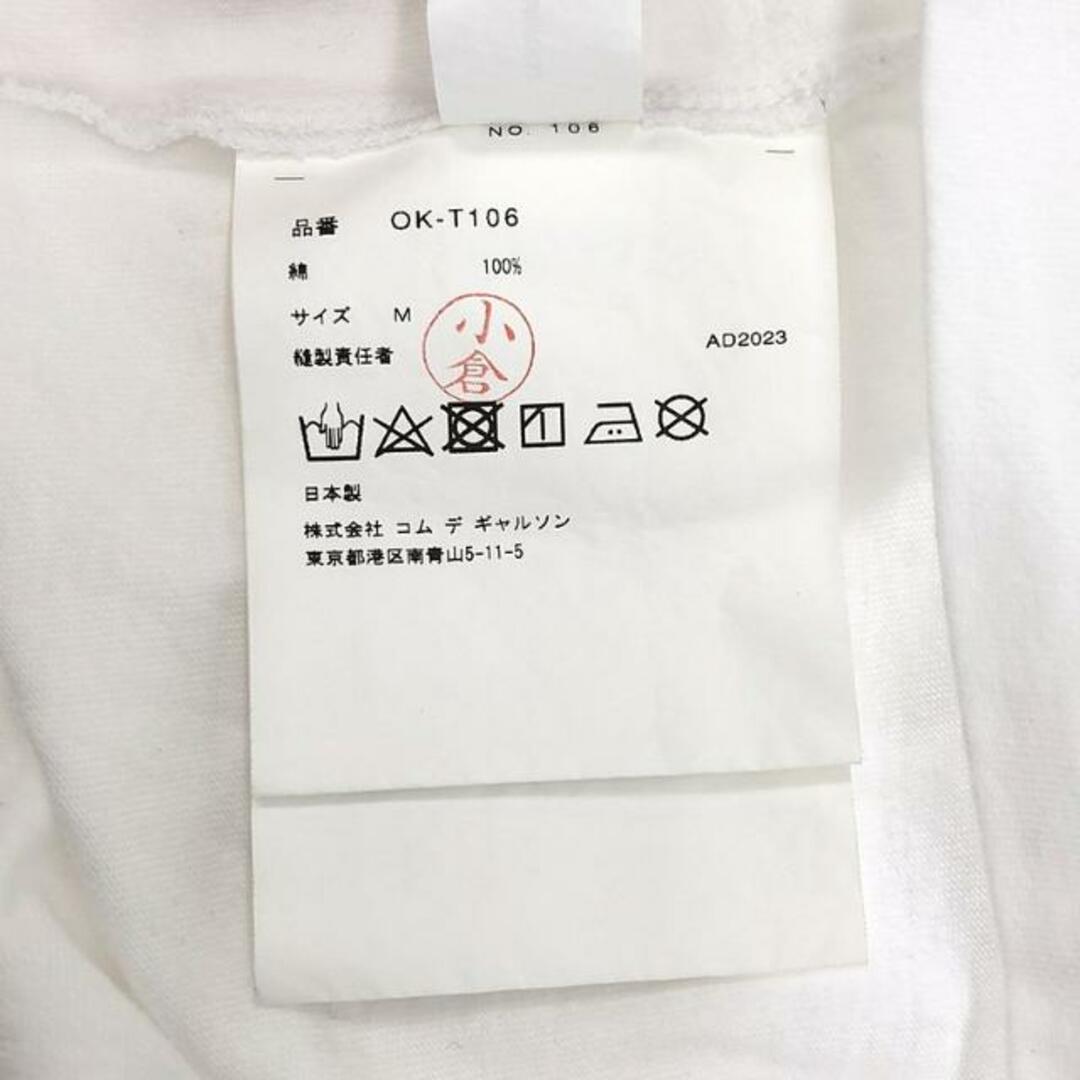 NO. 106
品番 OK-T106
綿 100%
サイズ M
小倉
縫製責任者
AD2023
日本製
株式会社 コム デ ギャルソン
東京都港区南青山5-11-5